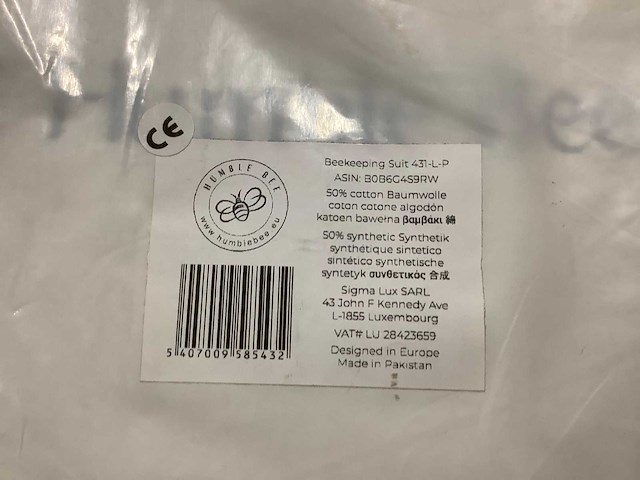 CE
HUMBLE BEE
www.humblebee.eu
5 407009 585432
Beekeeping Suit 431-L-P
ASIN: B0B6G4S9RW
50% cotton Baumwolle
coton cotone algodón
katoen bawełna βαμβάκι 綿
50% synthetic Synthetik
synthétique sintetico
sintético synthetische
syntetyk συνθετικός 合成
Sigma Lux SARL
43 John F Kennedy Ave
L-1855 Luxembourg
VAT# LU 28423659
Designed in Europe
Made in Pakistan